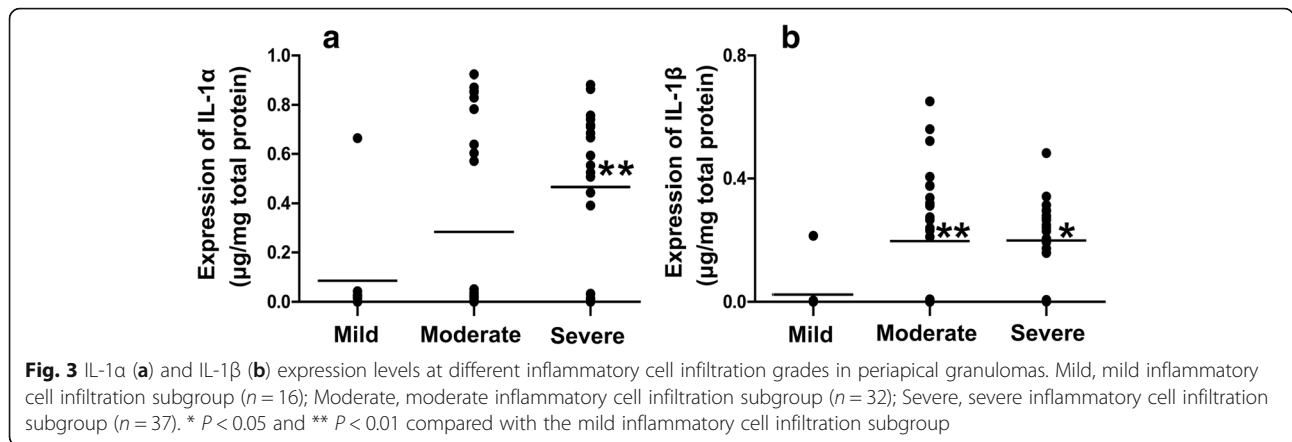 a
Expression of IL-1α
(µg/mg total protein)
1.0
0.8
0.6
0.4
0.2
0.0
**
Mild
Moderate
Severe
b
Expression of IL-1β
(µg/mg total protein)
0.8
0.4
0.0
**
*
Mild
Moderate
Severe
Fig. 3 IL-1α (a) and IL-1β (b) expression levels at different inflammatory cell infiltration grades in periapical granulomas. Mild, mild inflammatory
cell infiltration subgroup (n = 16); Moderate, moderate inflammatory cell infiltration subgroup (n = 32); Severe, severe inflammatory cell infiltration
subgroup (n = 37). * P < 0.05 and ** P < 0.01 compared with the mild inflammatory cell infiltration subgroup